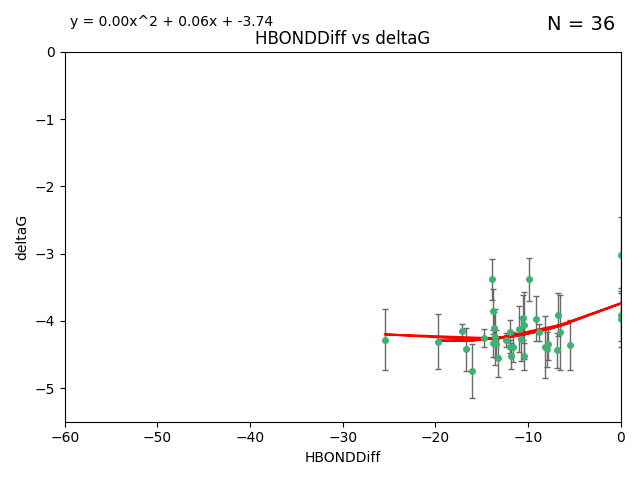 y = 0.00x^2 + 0.06x + -3.74
N = 36
HBONDDiff vs deltaG
deltaG
0
−1
−2
−3
−4
−5
−60
−50
−40
−30
−20
−10
0
HBONDDiff